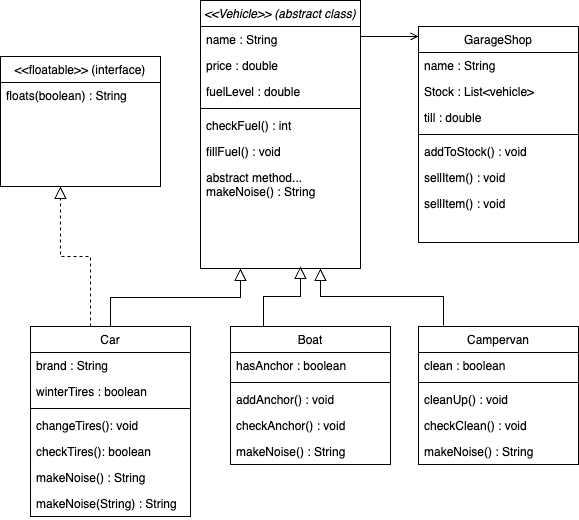 <<Vehicle>> (abstract class)
name : String
price : double
fuelLevel : double
checkFuel() : int
fillFuel() : void
abstract method...
makeNoise() : String
<<floatable>> (interface)
floats(boolean) : String
GarageShop
name : String
Stock : List<vehicle>
till : double
addToStock() : void
sellItem() : void
sellItem() : void
Car
brand : String
winterTires : boolean
changeTires(): void
checkTires(): boolean
makeNoise() : String
makeNoise(String) : String
Boat
hasAnchor : boolean
addAnchor() : void
checkAnchor() : void
makeNoise() : String
Campervan
clean : boolean
cleanUp() : void
checkClean() : void
makeNoise() : String